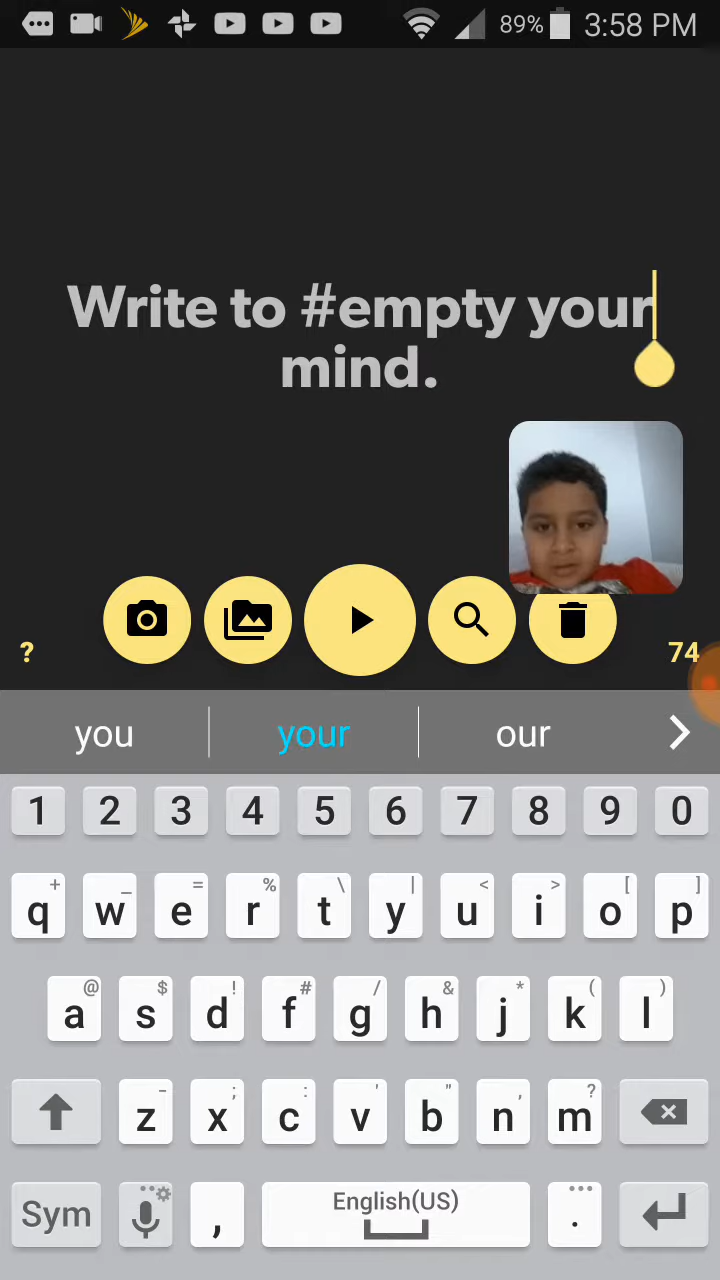 89% 3:58 PM
Write to #empty your
mind.
? 74
you your our
1 2 3 4 5 6 7 8 9 0
+ _ = % \ | < > [ ]
q w e r t y u i o p
@ $ ! # / & * ( )
a s d f g h j k l
- ; : ' " , ?
z x c v b n m
Sym , English(US) .